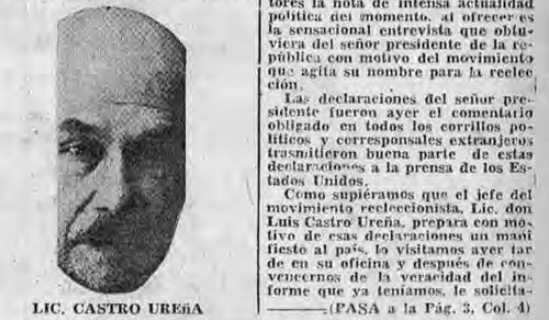 tores la nota de intensa actualidad
política del momento, al ofrecer es
la sensacional entrevista que obtu-
viera del señor presidente de la re-
pública con motivo del movimiento
que agita su nombre para la reelec
ción.
Las declaraciones del señor pre-
sidente fueron ayer el comentario
obligado en todos los corrillos po-
líticos y corresponsales extranjeros
trasmitieron buena parte de estas
declaraciones a la prensa de los Es-
tados Unidos.
Como supiéramos que el jefe del
movimiento reeleccionista, Lic. don
Luis Castro Ureña, prepara con mo-
tivo de esas declaraciones un mani
fiesto al país, lo visitamos ayer tar
de en su oficina y después de con-
vencernos de la veracidad del in-
forme que ya teníamos, le solicita-
(PASA a la Pág. 3, Col. 4)
LIC. CASTRO UREñA